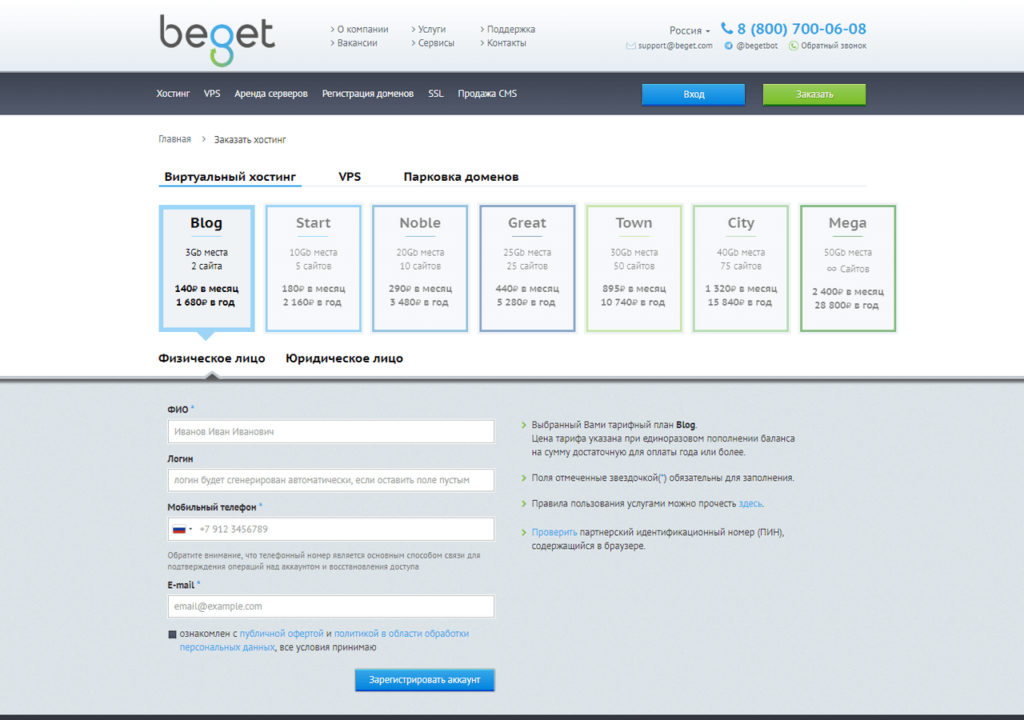 beget
О компании
Услуги
Поддержка
Вакансии
Сервисы
Контакты
Россия
8 (800) 700-06-08
support@beget.com
@begetbot
Обратный звонок
Хостинг
VPS
Аренда серверов
Регистрация доменов
SSL
Продажа CMS
Вход
Заказать
Главная
Заказать хостинг
Виртуальный хостинг
VPS
Парковка доменов
Blog
3Gb места
2 сайта
140₽ в месяц
1 680₽ в год
Start
10Gb места
5 сайтов
180₽ в месяц
2 160₽ в год
Noble
20Gb места
10 сайтов
290₽ в месяц
3 480₽ в год
Great
25Gb места
25 сайтов
440₽ в месяц
5 280₽ в год
Town
30Gb места
50 сайтов
895₽ в месяц
10 740₽ в год
City
40Gb места
75 сайтов
1 320₽ в месяц
15 840₽ в год
Mega
50Gb места
∞ Сайтов
2 400₽ в месяц
28 800₽ в год
Физическое лицо
Юридическое лицо
ФИО *
Иванов Иван Иванович
Логин
логин будет сгенерирован автоматически, если оставить поле пустым
Мобильный телефон *
+7 912 3456789
Обратите внимание, что телефонный номер является основным способом связи для
подтверждения операций над аккаунтом и восстановления доступа
E-mail *
email@example.com
ознакомлен с публичной офертой и политикой в области обработки
персональных данных, все условия принимаю
Зарегистрировать аккаунт
Выбранный Вами тарифный план Blog.
Цена тарифа указана при единоразовом пополнении баланса
на сумму достаточную для оплаты года или более.
Поля отмеченные звездочкой(*) обязательны для заполнения.
Правила пользования услугами можно прочесть здесь.
Проверить партнерский идентификационный номер (ПИН),
содержащийся в браузере.